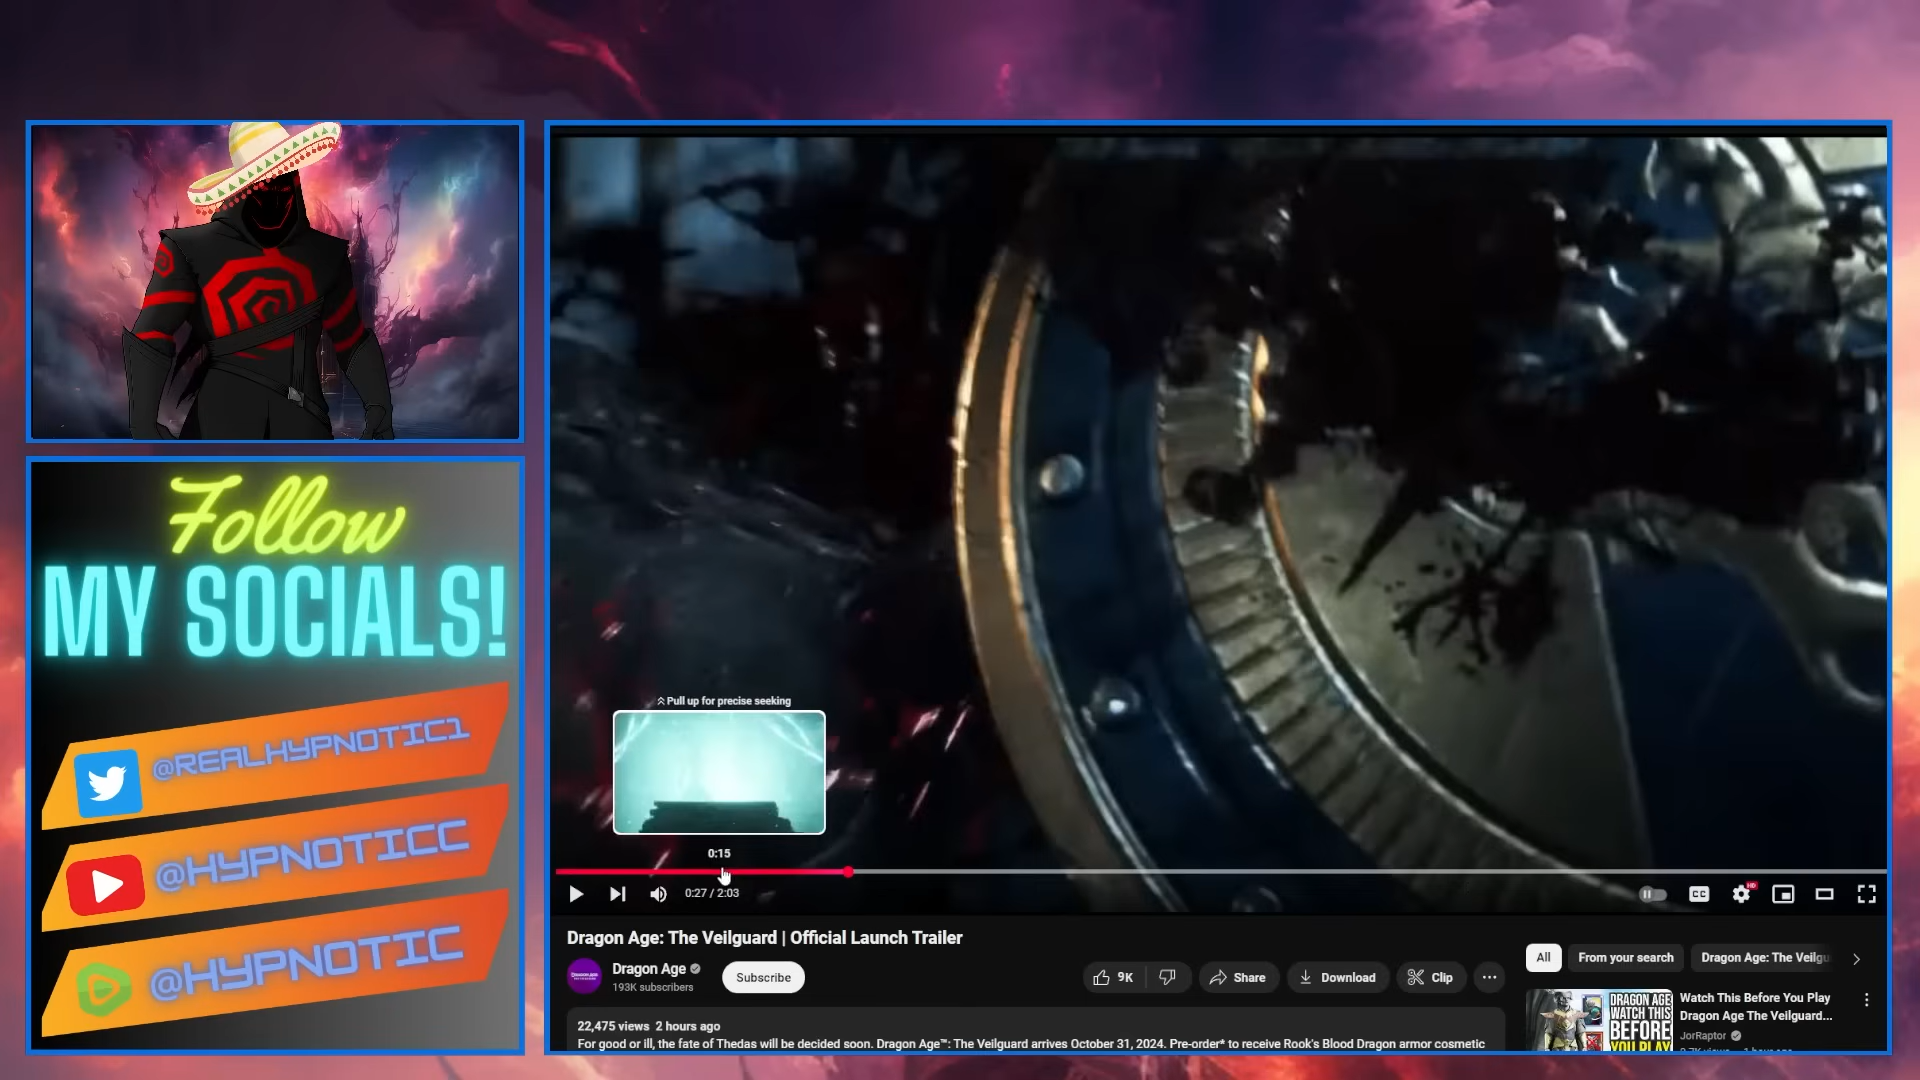 Follow
MY SOCIALS!
@REALHYPNOTIC1
@HYPNOTICC
@HYPNOTIC
Pull up for precise seeking
0:15
0:27 / 2:03
CC
HD
Dragon Age: The Veilguard | Official Launch Trailer
Dragon Age
193K subscribers
Subscribe
9K
Share
Download
Clip
22,475 views 2 hours ago
For good or ill, the fate of Thedas will be decided soon. Dragon Age™: The Veilguard arrives October 31, 2024. Pre-order* to receive Rook's Blood Dragon armor cosmetic
All
From your search
Dragon Age: The Veilgu
DRAGON AGE
WATCH THIS
BEFORE
YOU PLAY
Watch This Before You Play
Dragon Age The Veilguard...
JorRaptor